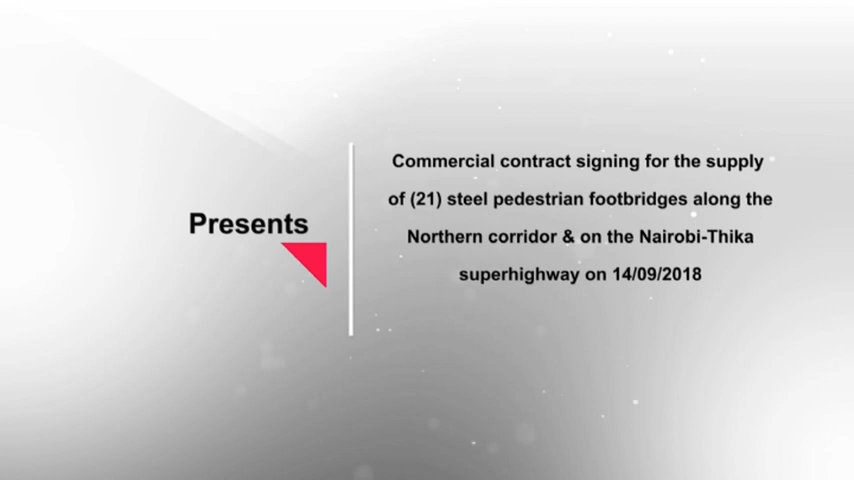 Presents
Commercial contract signing for the supply
of (21) steel pedestrian footbridges along the
Northern corridor & on the Nairobi-Thika
superhighway on 14/09/2018